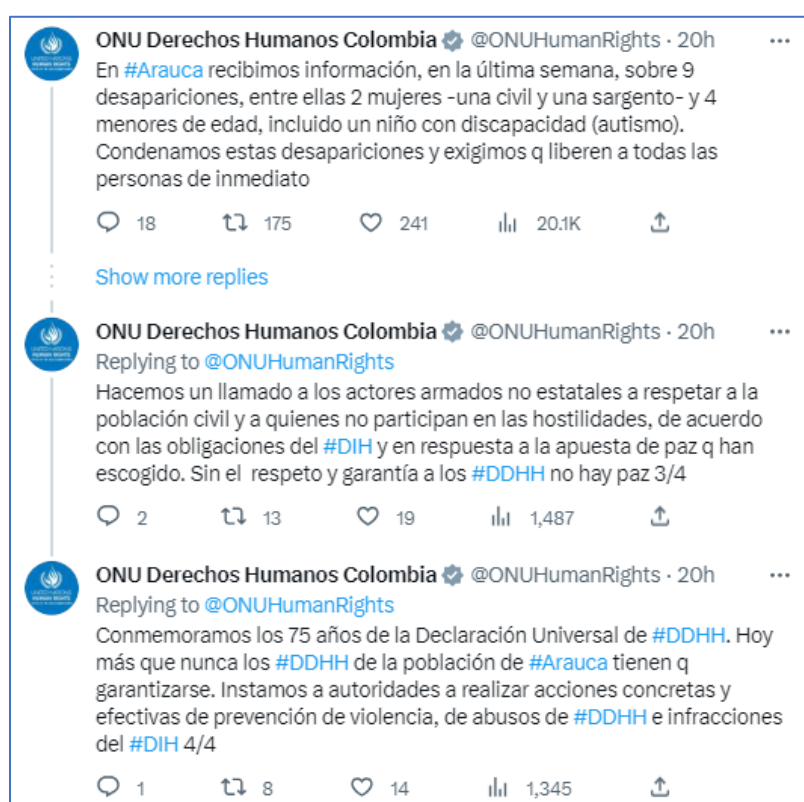 ONU Derechos Humanos Colombia @ONUHumanRights · 20h
En #Arauca recibimos información, en la última semana, sobre 9
desapariciones, entre ellas 2 mujeres -una civil y una sargento- y 4
menores de edad, incluido un niño con discapacidad (autismo).
Condenamos estas desapariciones y exigimos q liberen a todas las
personas de inmediato
18 175 241 20.1K
Show more replies
ONU Derechos Humanos Colombia @ONUHumanRights · 20h
Replying to @ONUHumanRights
Hacemos un llamado a los actores armados no estatales a respetar a la
población civil y a quienes no participan en las hostilidades, de acuerdo
con las obligaciones del #DIH y en respuesta a la apuesta de paz q han
escogido. Sin el respeto y garantía a los #DDHH no hay paz 3/4
2 13 19 1,487
ONU Derechos Humanos Colombia @ONUHumanRights · 20h
Replying to @ONUHumanRights
Conmemoramos los 75 años de la Declaración Universal de #DDHH. Hoy
más que nunca los #DDHH de la población de #Arauca tienen q
garantizarse. Instamos a autoridades a realizar acciones concretas y
efectivas de prevención de violencia, de abusos de #DDHH e infracciones
del #DIH 4/4
1 8 14 1,345